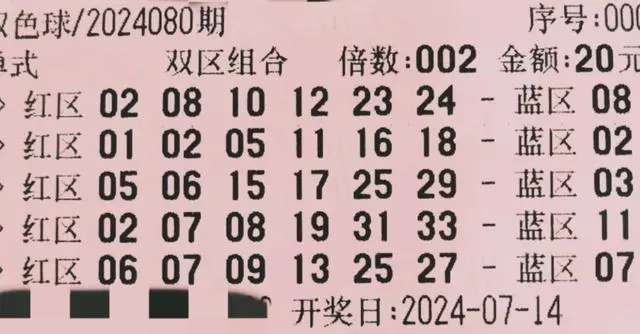 双色球/2024080期 序号:000
单式 双区组合 倍数:002 金额:20元
红区 02 08 10 12 23 24 - 蓝区 08
红区 01 02 05 11 16 18 - 蓝区 02
红区 05 06 15 17 25 29 - 蓝区 03
红区 02 07 08 19 31 33 - 蓝区 11
红区 06 07 09 13 25 27 - 蓝区 07
开奖日:2024-07-14